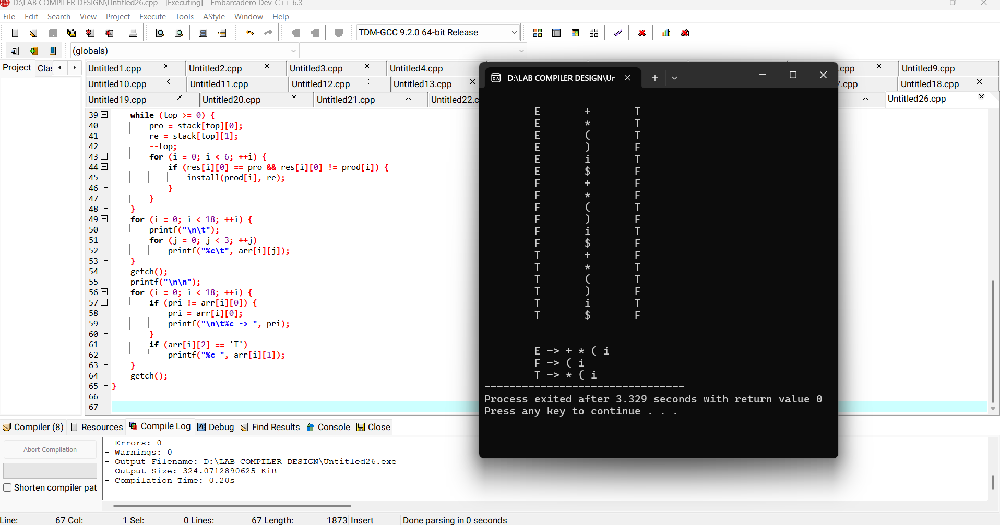 D:\LAB COMPILER DESIGN\Untitled26.cpp - [Executing] - Embarcadero Dev-C++ 6.3
File Edit Search View Project Execute Tools AStyle Window Help
TDM-GCC 9.2.0 64-bit Release
(globals)
Project Clas
Untitled1.cpp Untitled2.cpp Untitled3.cpp Untitled4.cpp .cpp Untitled9.cpp
Untitled10.cpp Untitled11.cpp Untitled12.cpp Untitled13.cpp 7.cpp Untitled18.cpp
Untitled19.cpp Untitled20.cpp Untitled21.cpp Untitled22.c Untitled26.cpp
39 while (top >= 0) {
40 pro = stack[top][0];
41 re = stack[top][1];
42 --top;
43 for (i = 0; i < 6; ++i) {
44 if (res[i][0] == pro && res[i][0] != prod[i]) {
45 install(prod[i], re);
46 }
47 }
48 }
49 for (i = 0; i < 18; ++i) {
50 printf("\n\t");
51 for (j = 0; j < 3; ++j)
52 printf("%c\t", arr[i][j]);
53 }
54 getch();
55 printf("\n\n");
56 for (i = 0; i < 18; ++i) {
57 if (pri != arr[i][0]) {
58 pri = arr[i][0];
59 printf("\n\t%c -> ", pri);
60 }
61 if (arr[i][2] == 'T')
62 printf("%c ", arr[i][1]);
63 }
64 getch();
65 }
66
67
D:\LAB COMPILER DESIGN\Ur
E + T
E * T
E ( T
E ) F
E i T
E $ F
F + F
F * F
F ( T
F ) F
F i T
F $ F
T + F
T * T
T ( T
T ) F
T i T
T $ F
E -> + * ( i
F -> ( i
T -> * ( i
--------------------------------
Process exited after 3.329 seconds with return value 0
Press any key to continue . . .
Compiler (8) Resources Compile Log Debug Find Results Console Close
Abort Compilation
Shorten compiler pat
- Errors: 0
- Warnings: 0
- Output Filename: D:\LAB COMPILER DESIGN\Untitled26.exe
- Output Size: 324.0712890625 KiB
- Compilation Time: 0.20s
Line: 67 Col: 1 Sel: 0 Lines: 67 Length: 1873 Insert Done parsing in 0 seconds